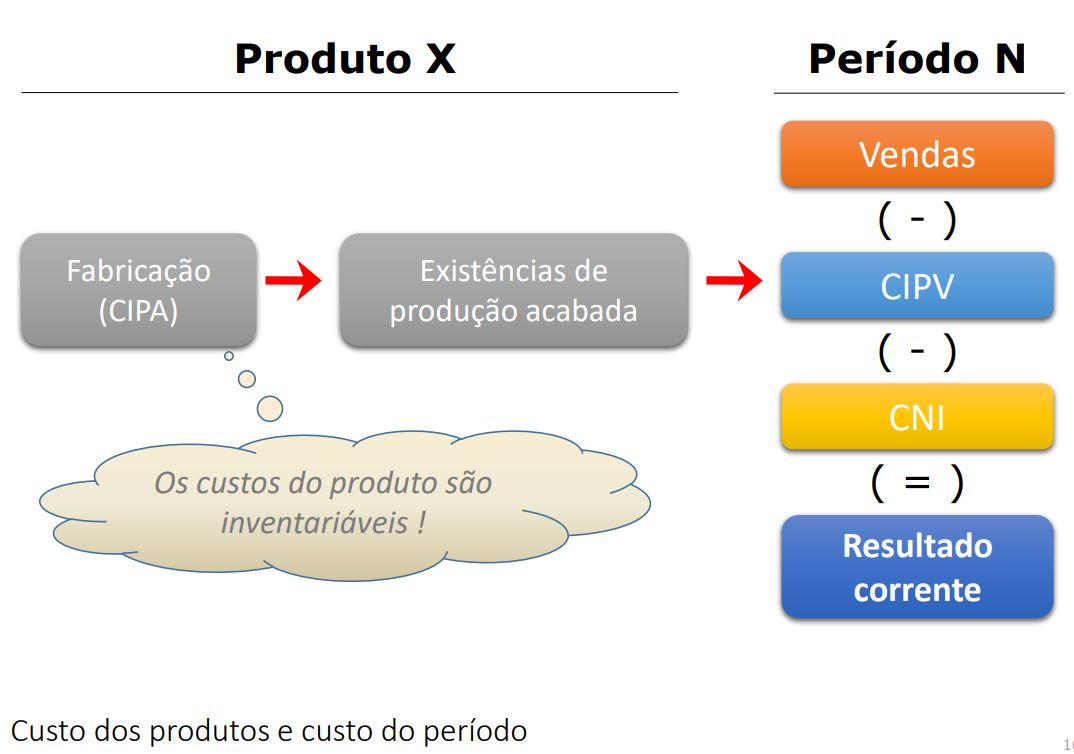 Produto X
Período N
Vendas
( - )
Fabricação
(CIPA)
Existências de
produção acabada
CIPV
( - )
CNI
( = )
Os custos do produto são
inventariáveis !
Resultado
corrente
Custo dos produtos e custo do período